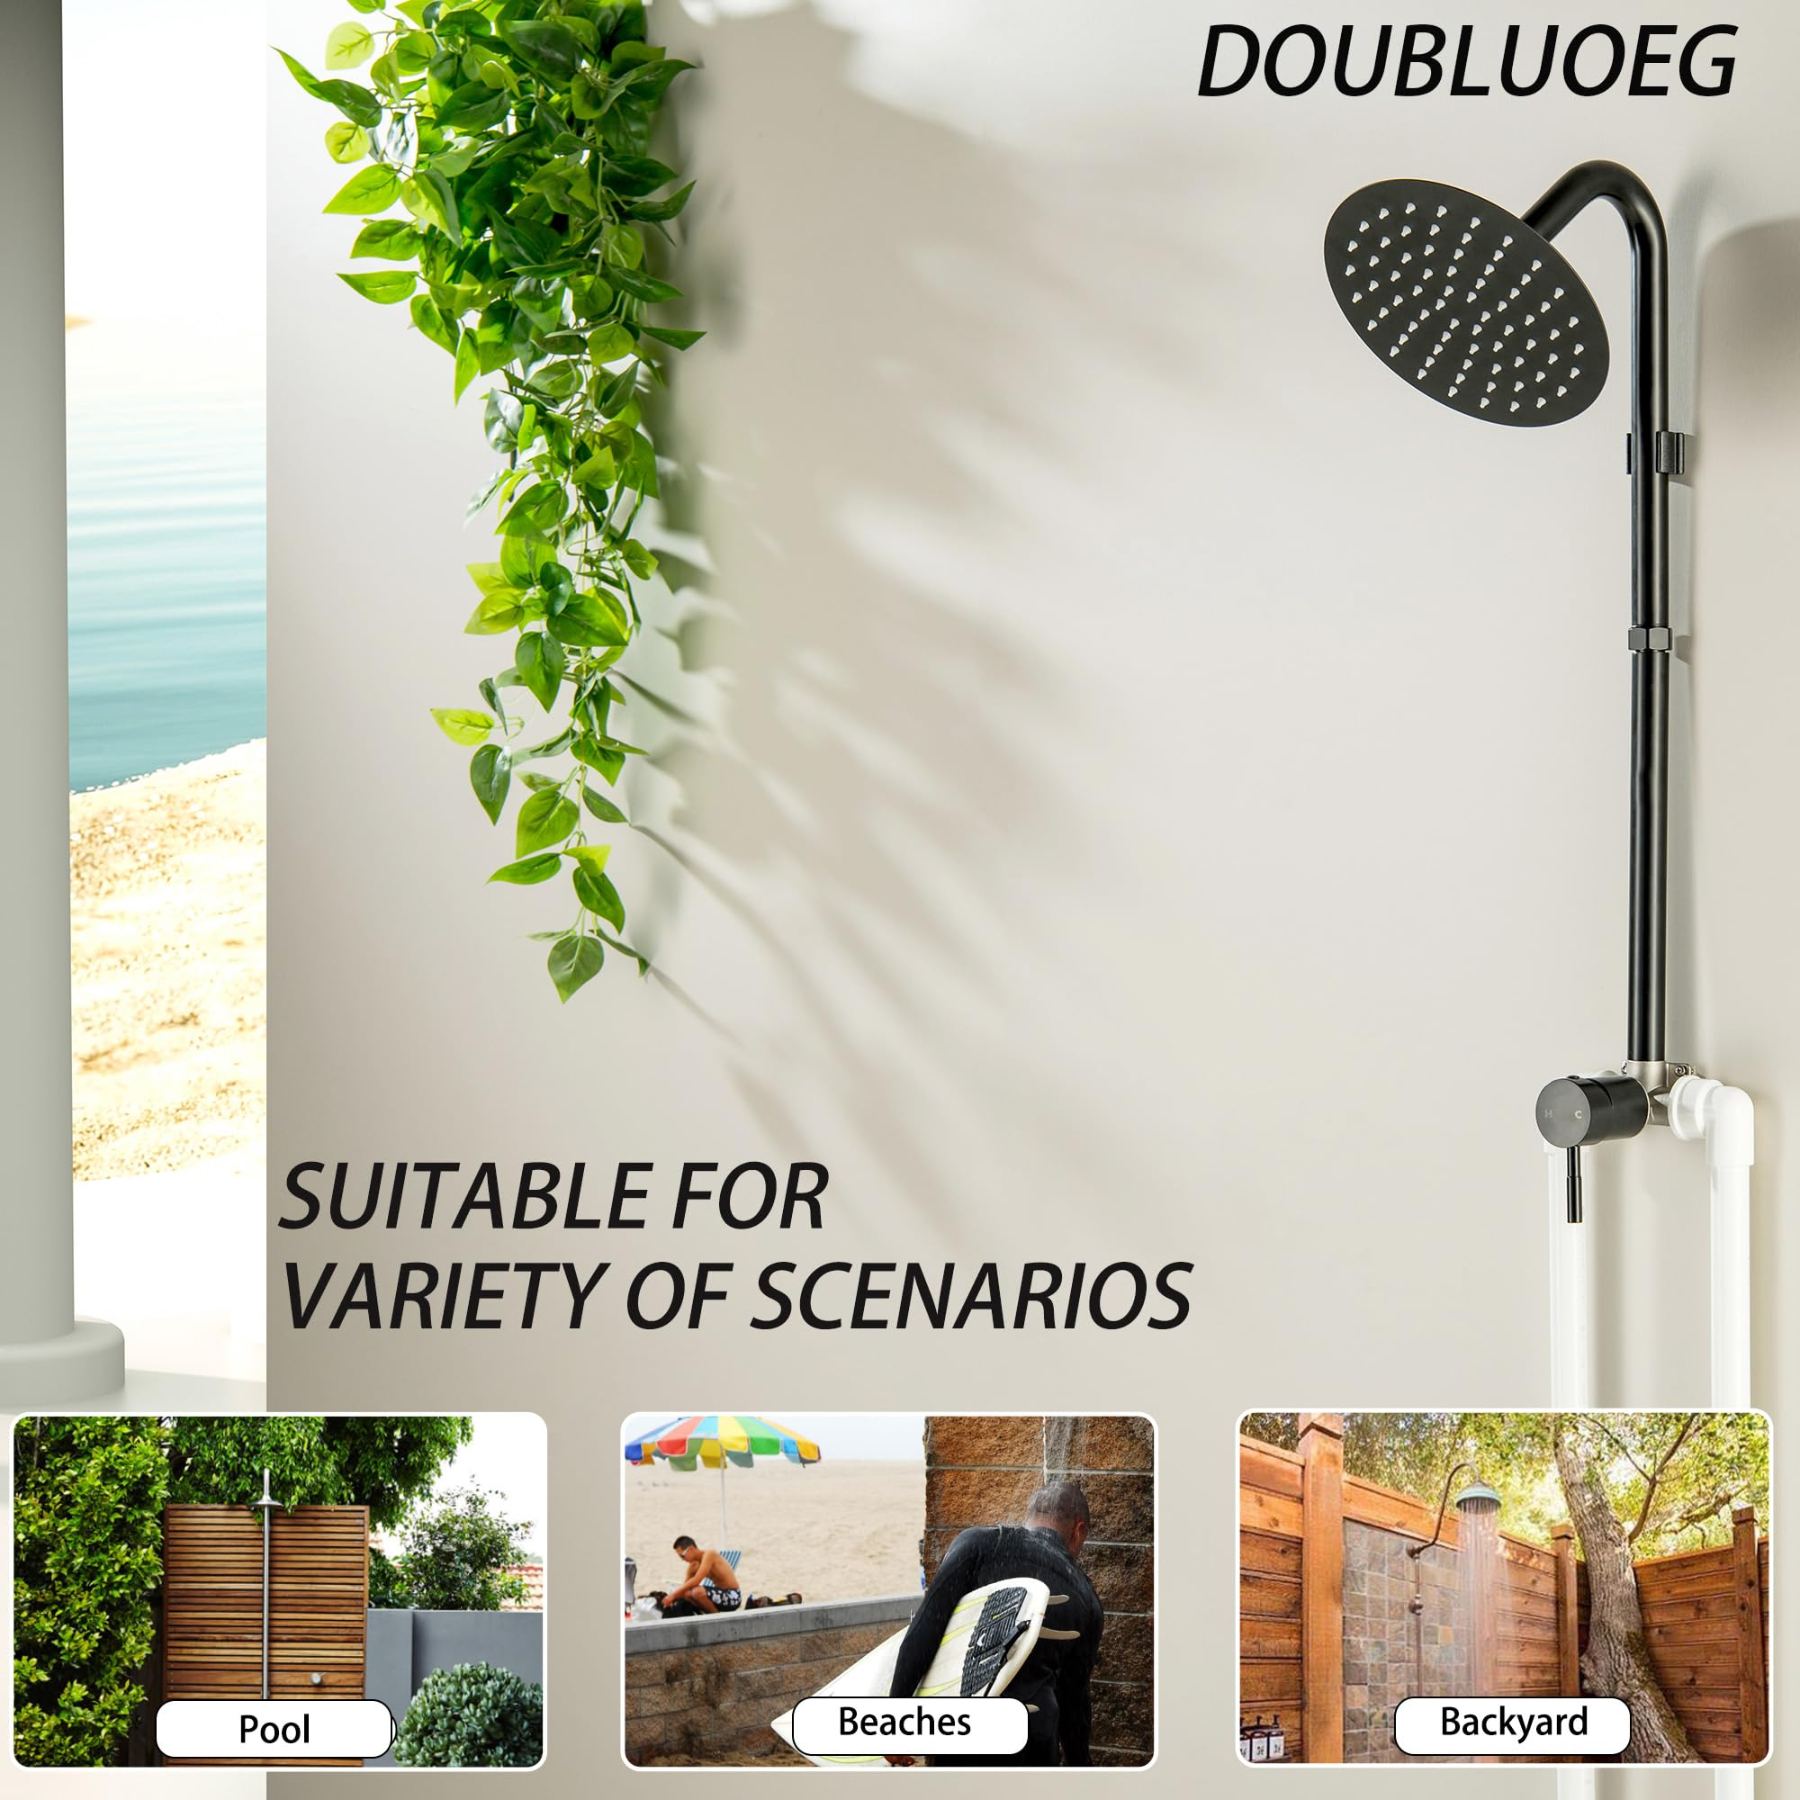 DOUBLUOEG
H C
SUITABLE FOR
VARIETY OF SCENARIOS
Pool
Beaches
Backyard